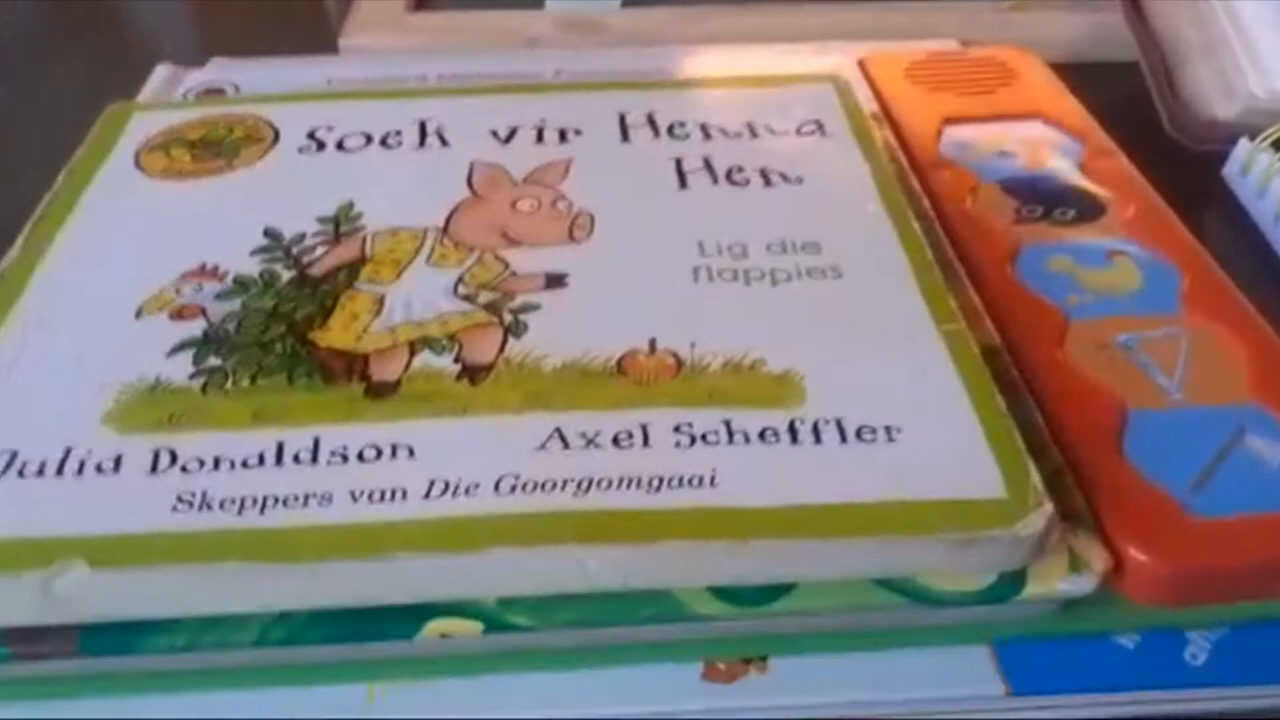 Soek vir Henna
Hen
Lig die
flappies
Julia Donaldson
Axel Scheffler
Skeppers van Die Goorgomgaai